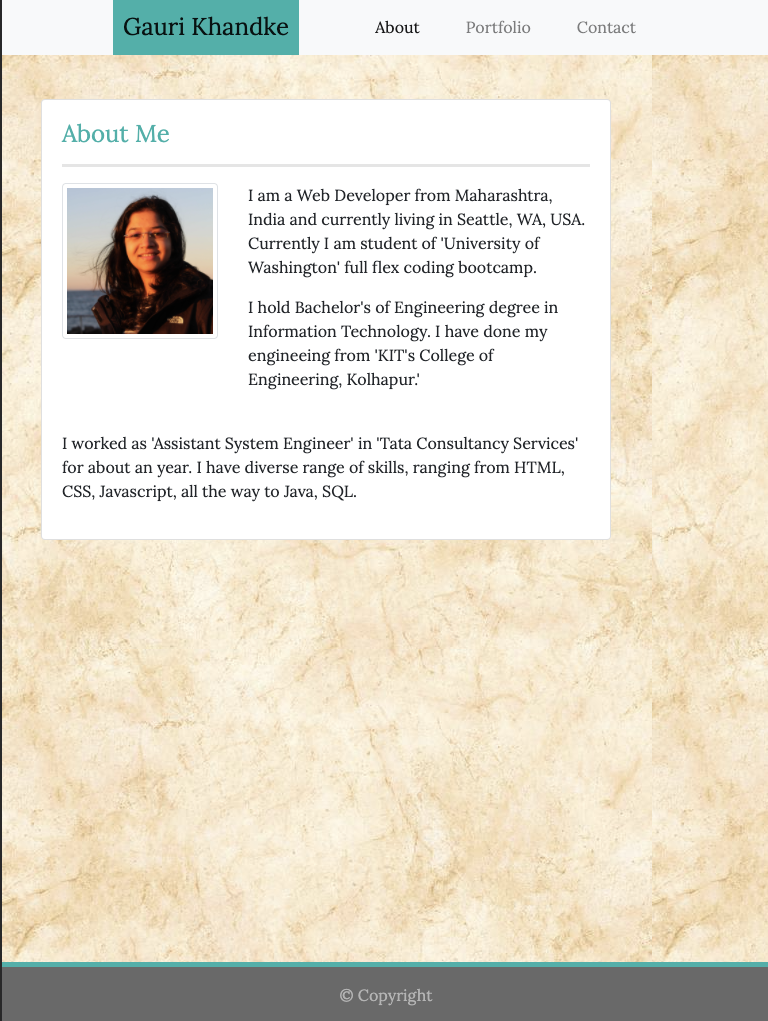 Gauri Khandke About Portfolio Contact
About Me
I am a Web Developer from Maharashtra,
India and currently living in Seattle, WA, USA.
Currently I am student of 'University of
Washington' full flex coding bootcamp.
I hold Bachelor's of Engineering degree in
Information Technology. I have done my
engineeing from 'KIT's College of
Engineering, Kolhapur.'
I worked as 'Assistant System Engineer' in 'Tata Consultancy Services'
for about an year. I have diverse range of skills, ranging from HTML,
CSS, Javascript, all the way to Java, SQL.
© Copyright